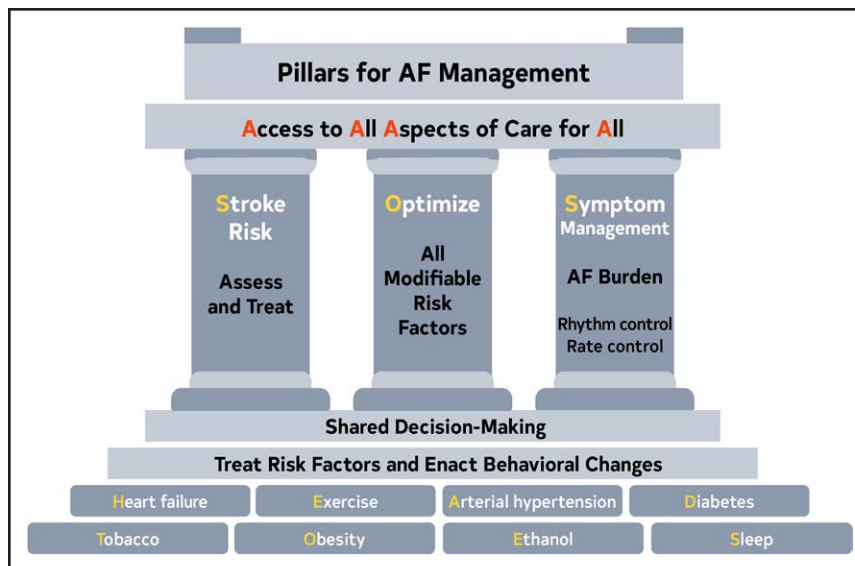 Pillars for AF Management
Access to All Aspects of Care for All
Stroke
Risk
Assess
and Treat
Optimize
All
Modifiable
Risk
Factors
Symptom
Management
AF Burden
Rhythm control
Rate control
Shared Decision-Making
Treat Risk Factors and Enact Behavioral Changes
Heart failure
Exercise
Arterial hypertension
Diabetes
Tobacco
Obesity
Ethanol
Sleep